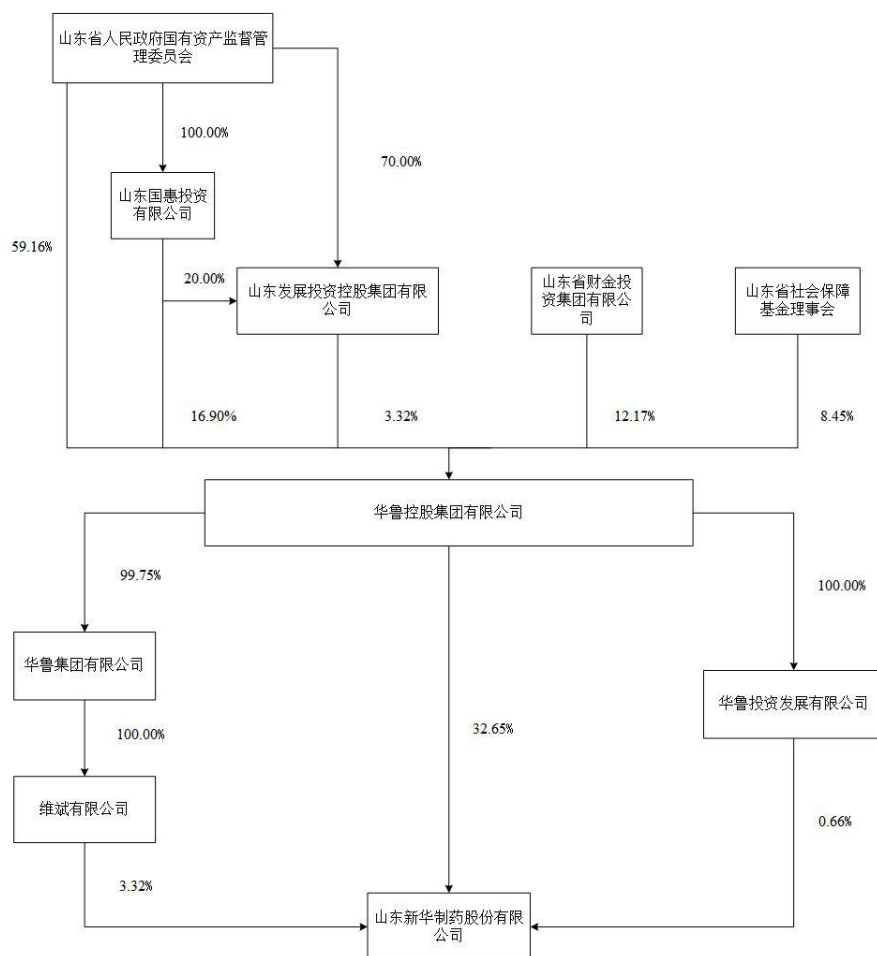 山东省人民政府国有资产监督管
理委员会
100.00%
70.00%
山东国惠投资
有限公司
59.16%
20.00%
山东发展投资控股集团有限
公司
山东省财金投
资集团有限公
司
山东省社会保障
基金理事会
16.90%
3.32%
12.17%
8.45%
华鲁控股集团有限公司
99.75%
100.00%
华鲁集团有限公司
华鲁投资发展有限公司
100.00%
32.65%
维斌有限公司
0.66%
3.32%
山东新华制药股份有限
公司